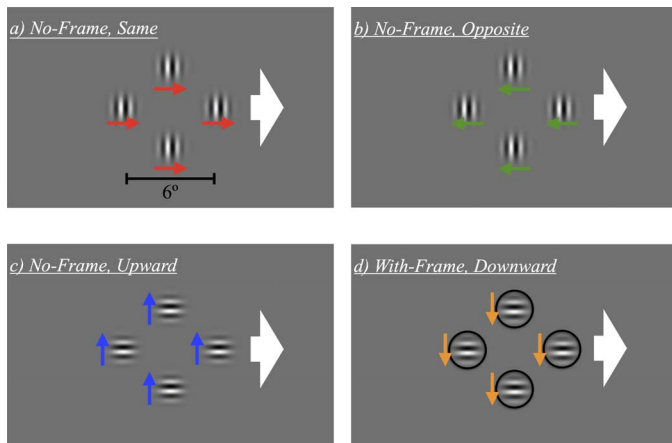 a) No-Frame, Same
b) No-Frame, Opposite
6º
c) No-Frame, Upward
d) With-Frame, Downward